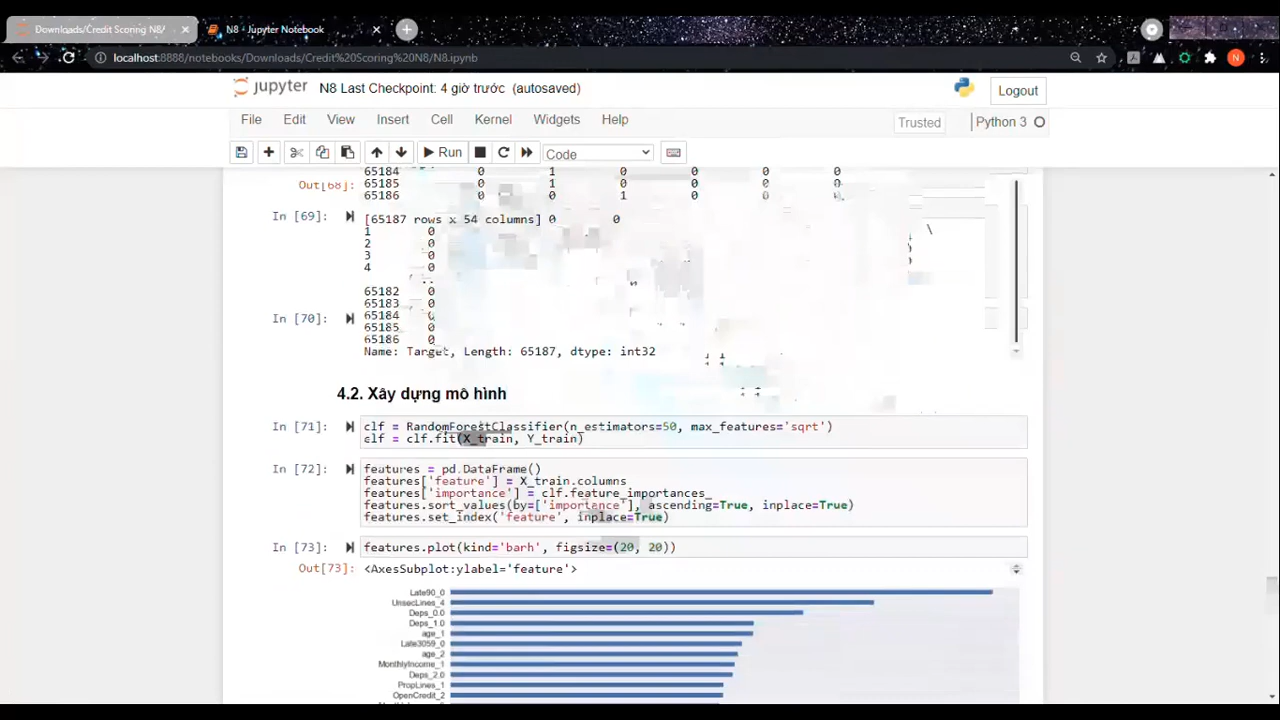 Downloads/Credit Scoring N8/
N8 - Jupyter Notebook
localhost:8888/notebooks/Downloads/Credit%20Scoring%20N8/N8.ipynb
N
jupyter N8 Last Checkpoint: 4 giờ trước (autosaved)
Logout
File Edit View Insert Cell Kernel Widgets Help
Trusted
Python 3
Run
Code
65184 0 1 0 0 0 0
Out[68]: 65185 0 1 0 0 0 0
65186 0 0 1 0 0 0
In [69]: [65187 rows x 54 columns] 0 0
1 0
2 0
3 0
4 0
65182 0
65183 0
In [70]: 65184 0
65185 0
65186 0
Name: Target, Length: 65187, dtype: int32
4.2. Xây dựng mô hình
In [71]: clf = RandomForestClassifier(n_estimators=50, max_features='sqrt')
clf = clf.fit(X_train, Y_train)
In [72]: features = pd.DataFrame()
features['feature'] = X_train.columns
features['importance'] = clf.feature_importances_
features.sort_values(by=['importance'], ascending=True, inplace=True)
features.set_index('feature', inplace=True)
In [73]: features.plot(kind='barh', figsize=(20, 20))
Out[73]: <AxesSubplot:ylabel='feature'>
Late90_0
UnsecLines_4
Deps_0.0
Deps_1.0
age_1
Late3059_0
age_2
MonthlyIncome_1
Deps_2.0
PropLines_1
OpenCredit_2